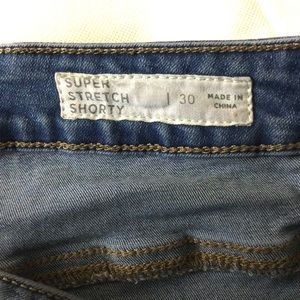 SUPER
STRETCH
SHORTY
| 30
MADE IN
CHINA